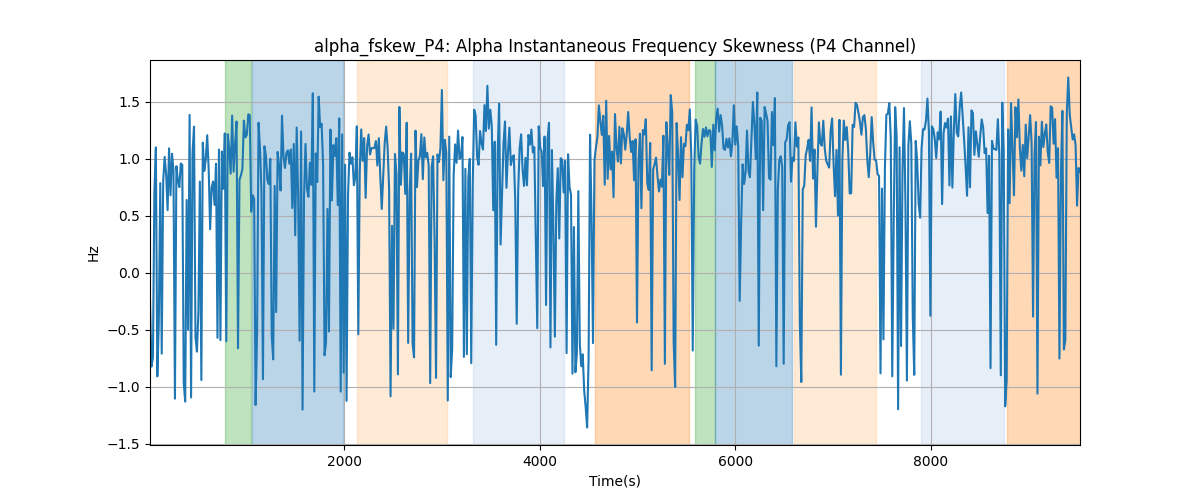 alpha_fskew_P4: Alpha Instantaneous Frequency Skewness (P4 Channel)
1.5
1.0
0.5
0.0
−0.5
−1.0
−1.5
Hz
2000 4000 6000 8000
Time(s)